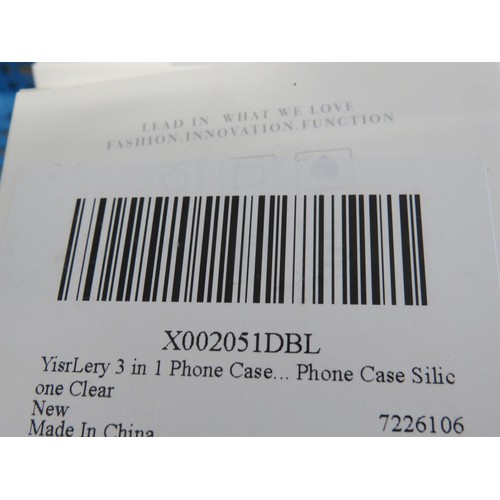 LEAD IN WHAT WE LOVE
FASHION.INNOVATION.FUNCTION
X002051DBL
YisrLery 3 in 1 Phone Case... Phone Case Silic
one Clear
New
7226106
Made In China